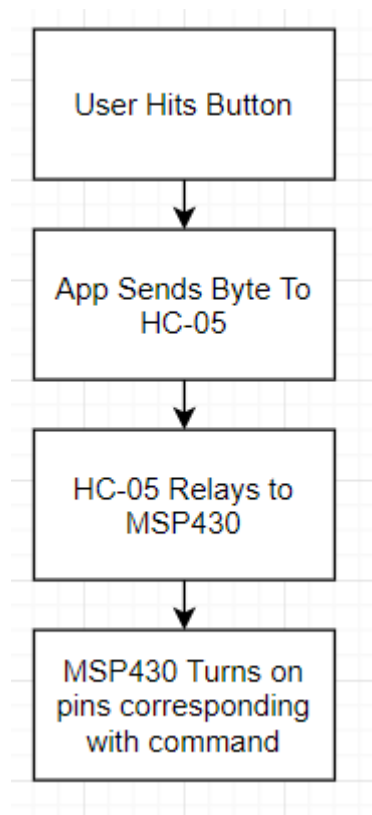 User Hits Button
App Sends Byte To
HC-05
HC-05 Relays to
MSP430
MSP430 Turns on
pins corresponding
with command